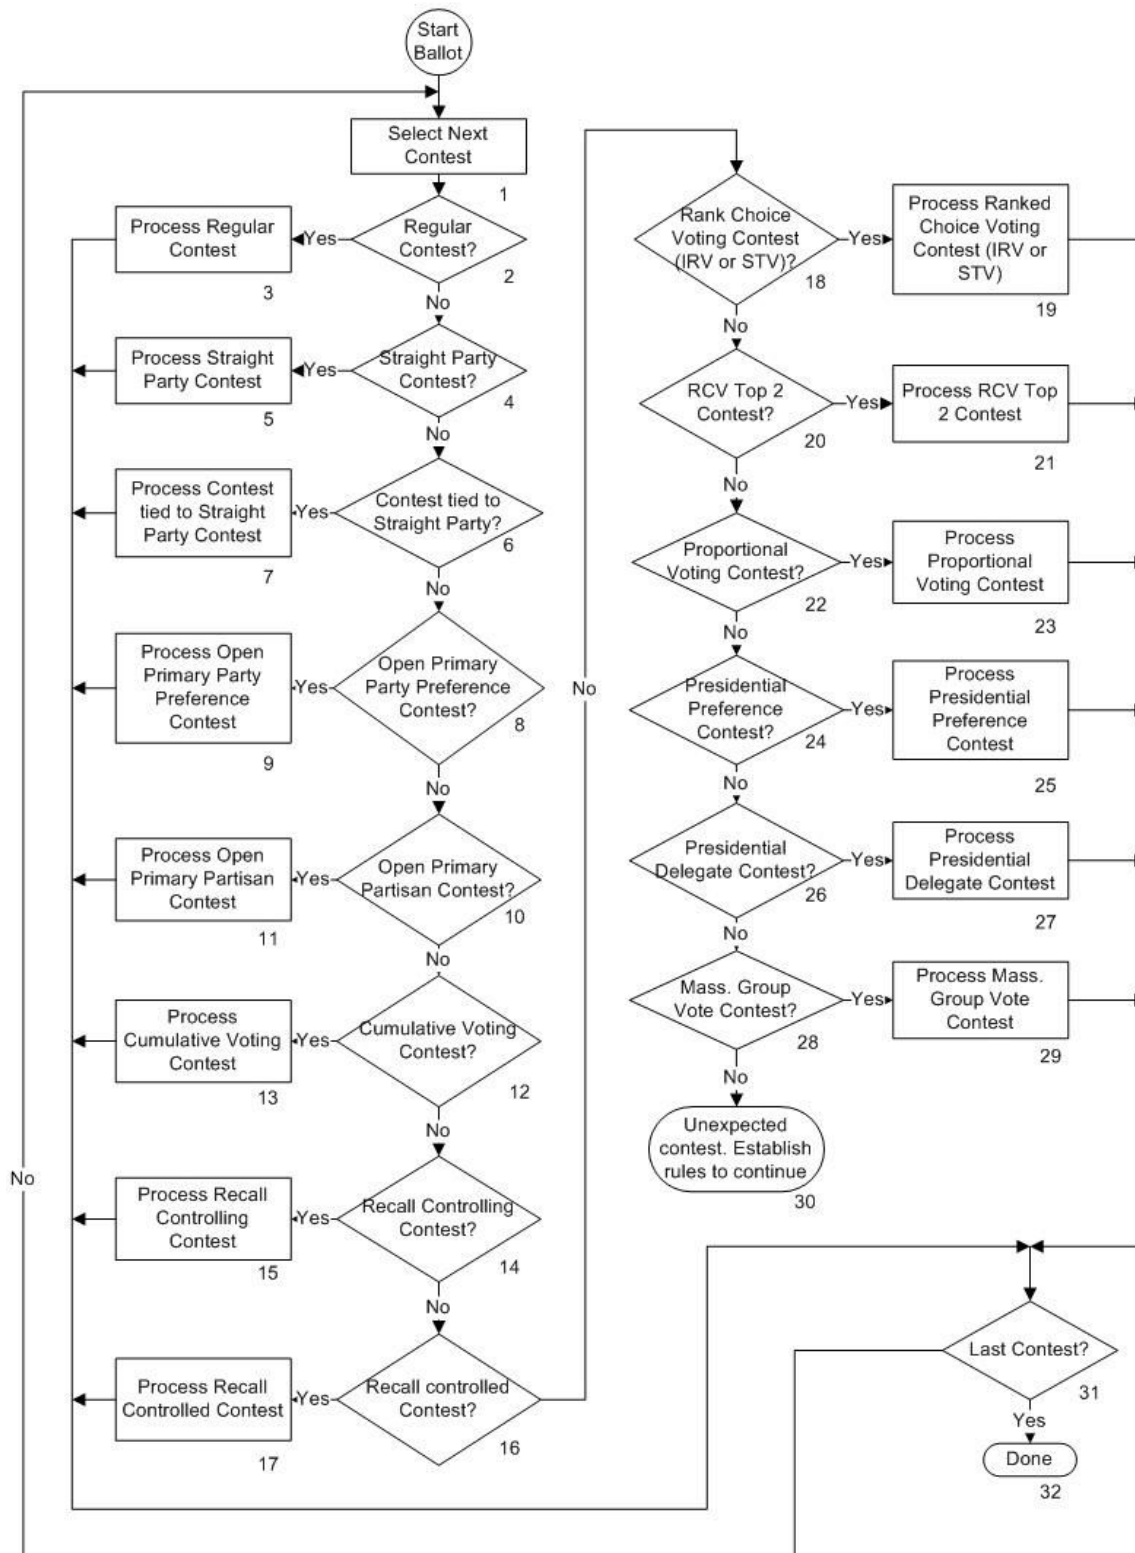 Start
Ballot
Select Next
Contest
1
Regular
Contest?
2
Yes
Process Regular
Contest
3
No
Straight Party
Contest?
4
Yes
Process Straight
Party Contest
5
No
Contest tied to
Straight Party?
6
Yes
Process Contest
tied to Straight
Party Contest
7
No
Open Primary
Party Preference
Contest?
8
Yes
Process Open
Primary Party
Preference
Contest
9
No
Open Primary
Partisan Contest?
10
Yes
Process Open
Primary Partisan
Contest
11
No
Cumulative Voting
Contest?
12
Yes
Process
Cumulative Voting
Contest
13
No
Recall Controlling
Contest?
14
Yes
Process Recall
Controlling
Contest
15
No
Recall controlled
Contest?
16
Yes
Process Recall
Controlled Contest
17
No
Rank Choice
Voting Contest
(IRV or STV)?
18
Yes
Process Ranked
Choice Voting
Contest (IRV or
STV)
19
No
RCV Top 2
Contest?
20
Yes
Process RCV Top
2 Contest
21
No
Proportional
Voting Contest?
22
Yes
Process
Proportional
Voting Contest
23
No
Presidential
Preference
Contest?
24
Yes
Process
Presidential
Preference
Contest
25
No
Presidential
Delegate Contest?
26
Yes
Process
Presidential
Delegate Contest
27
No
Mass. Group
Vote Contest?
28
Yes
Process Mass.
Group Vote
Contest
29
No
Unexpected
contest. Establish
rules to continue
30
Last Contest?
31
Yes
Done
32
No